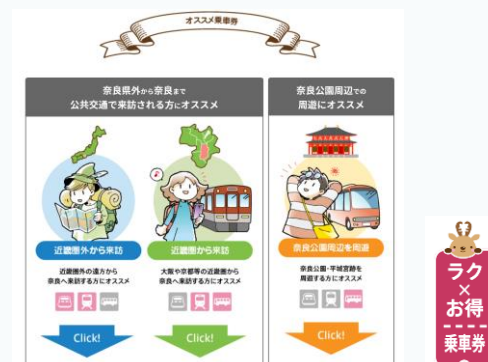 オススメ乗車券
奈良県外から奈良まで
公共交通で来訪される方にオススメ
近畿圏外から来訪
近畿圏外の遠方から
奈良へ来訪する方にオススメ
Click!
近畿圏から来訪
大阪や京都等の近畿圏から
奈良へ来訪する方にオススメ
Click!
奈良公園周辺での
周遊にオススメ
奈良公園周辺を周遊
奈良公園・平城宮跡を
周遊する方にオススメ
Click!
ラク
×
お得
乗車券